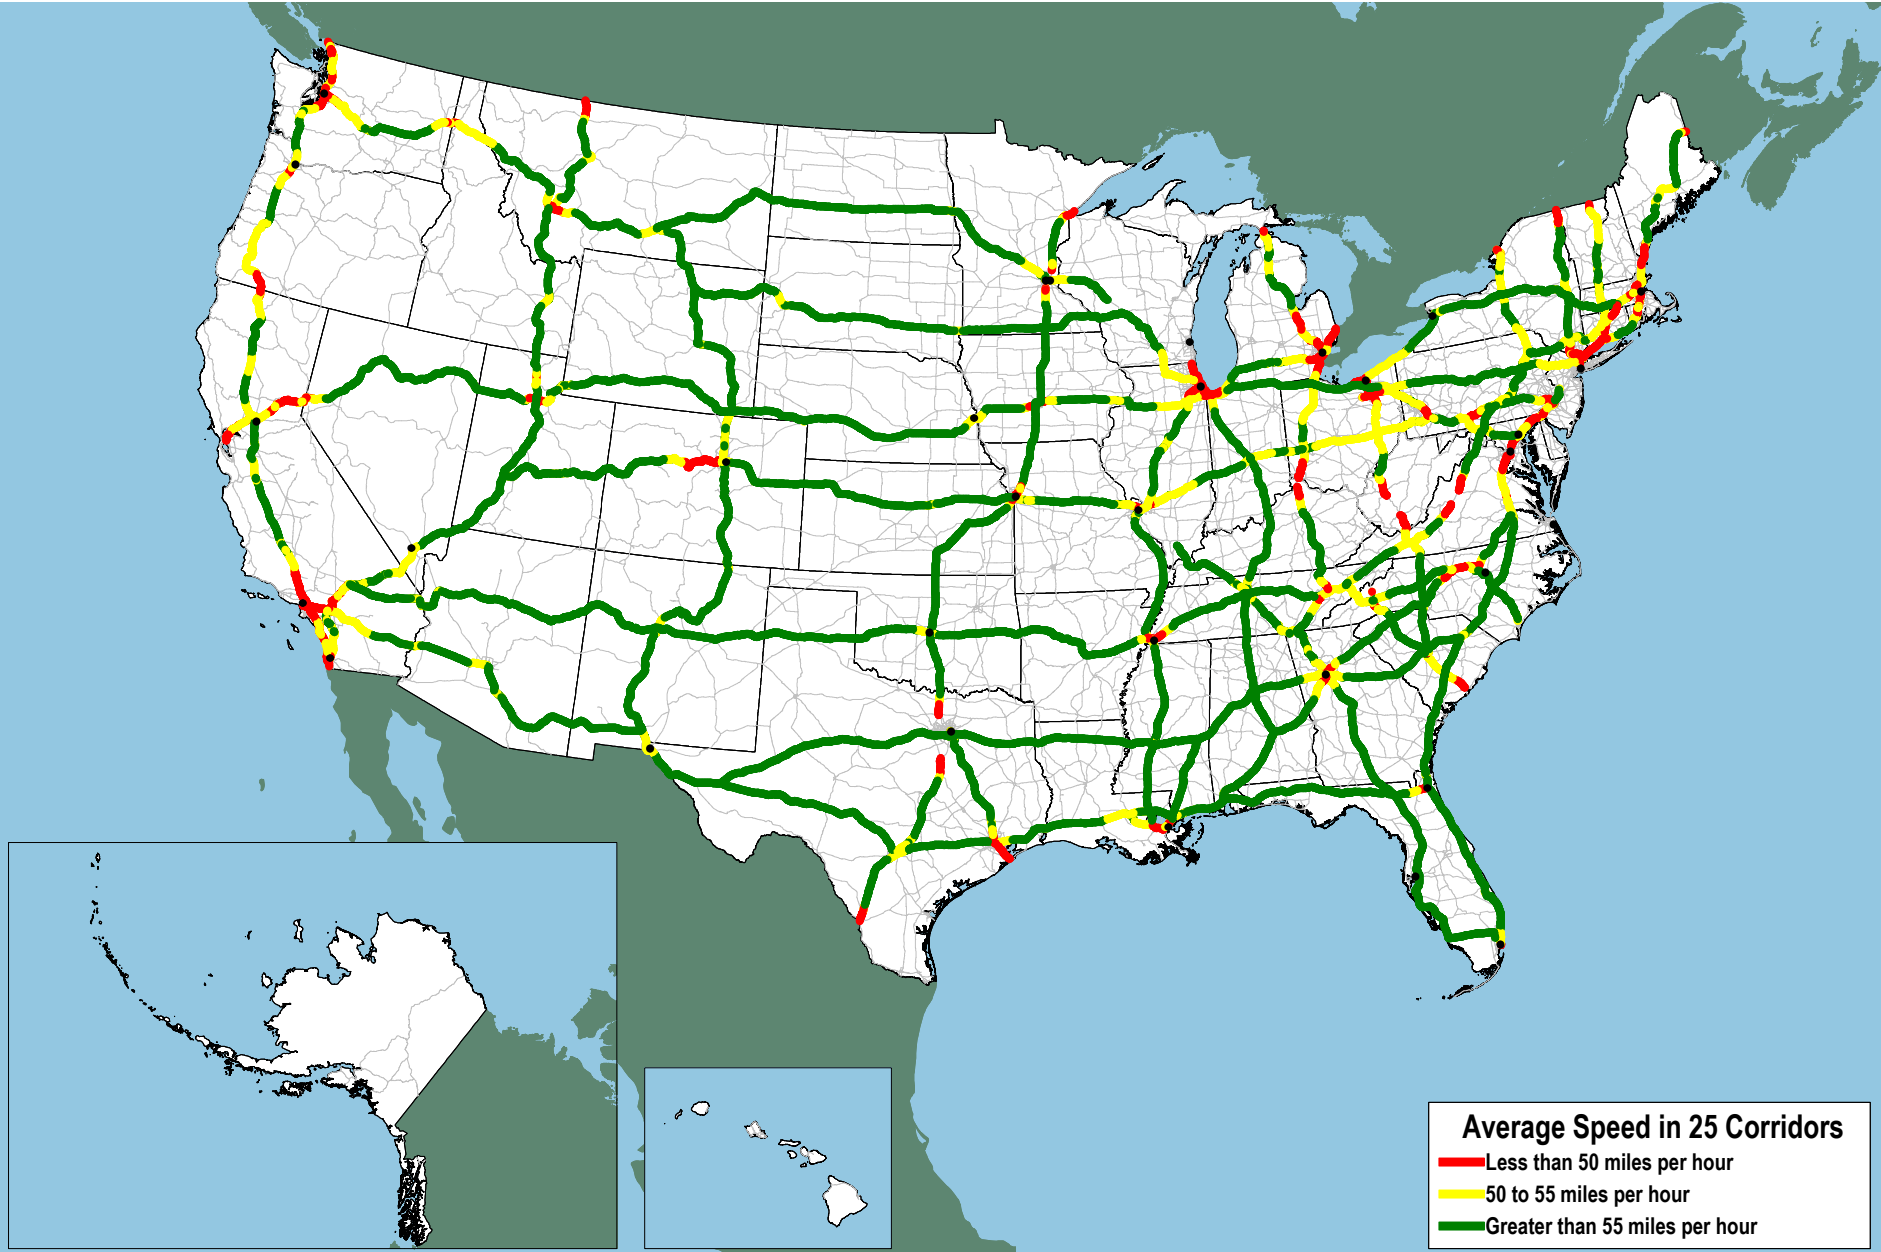 Average Speed in 25 Corridors
Less than 50 miles per hour
50 to 55 miles per hour
Greater than 55 miles per hour